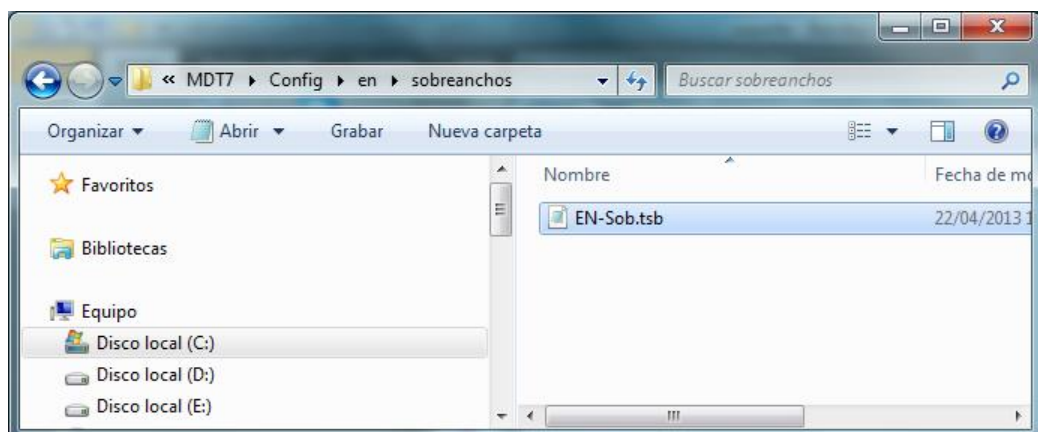 « MDT7 ▸ Config ▸ en ▸ sobreanchos
Buscar sobreanchos
Organizar Abrir Grabar Nueva carpeta
Favoritos
Bibliotecas
Equipo
Disco local (C:)
Disco local (D:)
Disco local (E:)
Nombre Fecha de
EN-Sob.tsb 22/04/2013